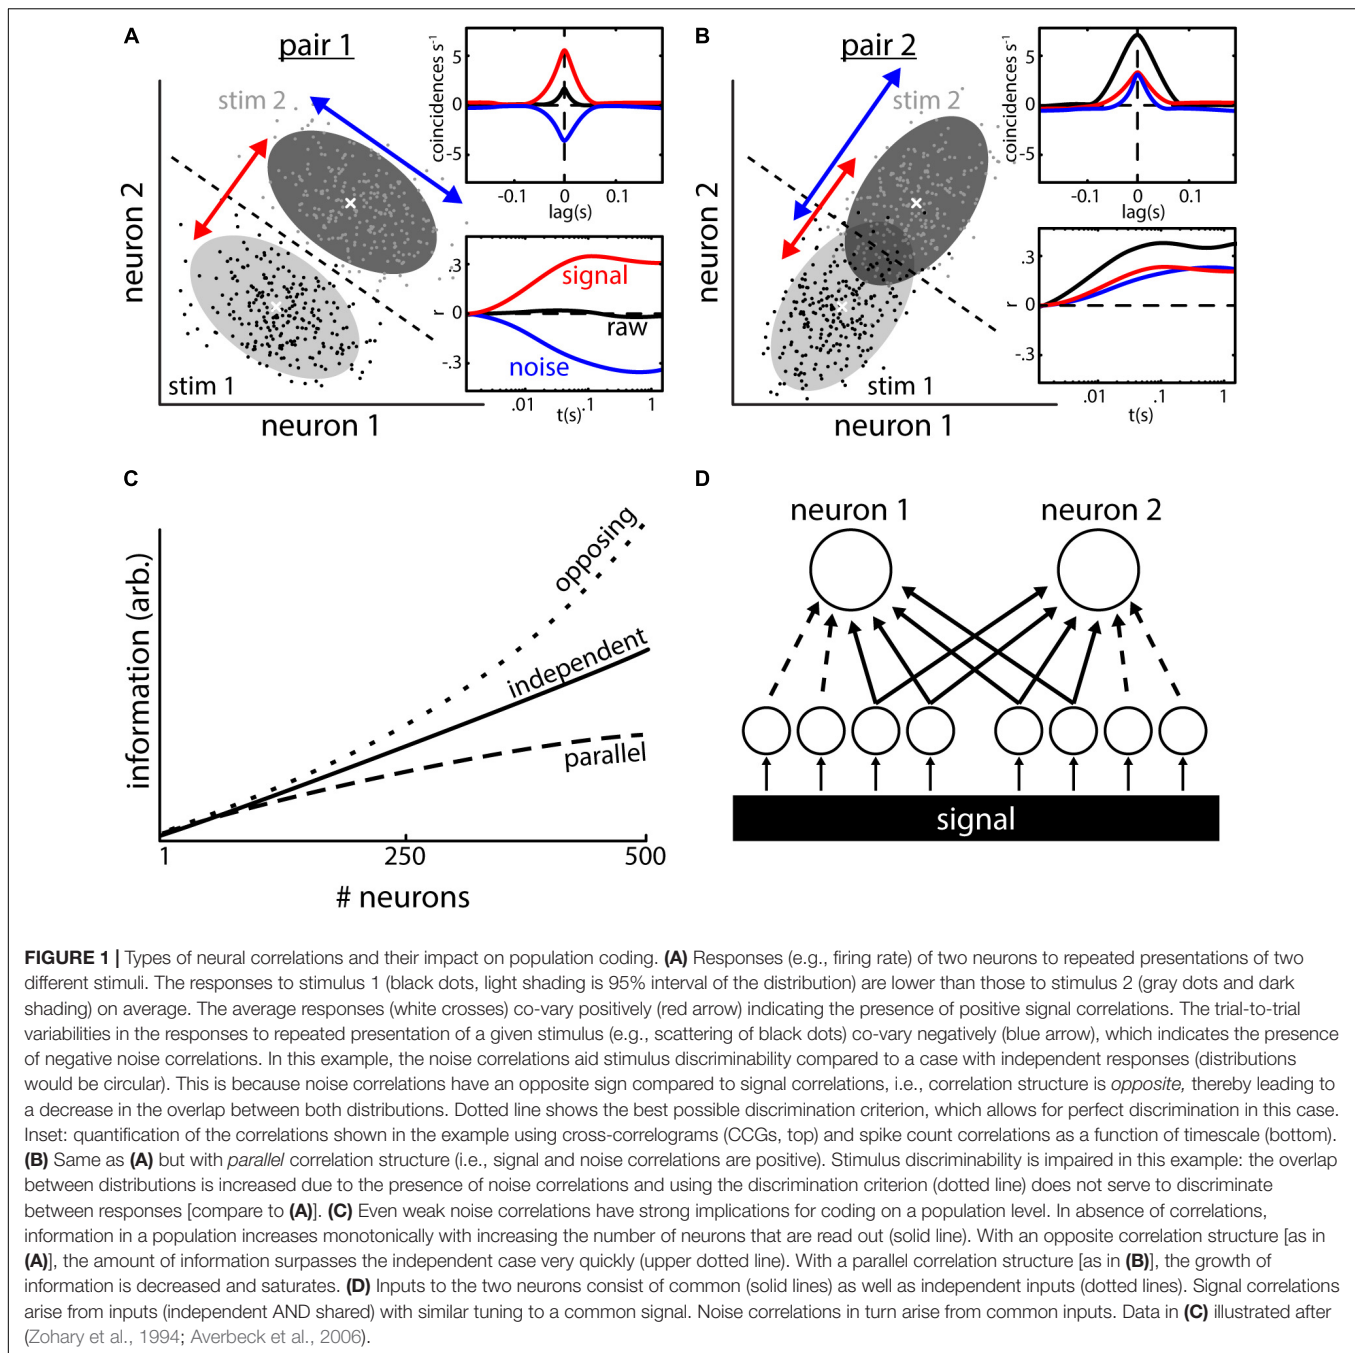 A
pair 1
stim 2
neuron 2
stim 1
neuron 1
coincidences s⁻¹
5
0
-5
-0.1
0
0.1
lag(s)
.3
signal
r
0
raw
noise
-.3
.01
.1
1
t(s)
B
pair 2
stim 2
neuron 2
stim 1
neuron 1
coincidences s⁻¹
5
0
-5
-0.1
0
0.1
lag(s)
.3
r
0
-.3
.01
.1
1
t(s)
C
information (arb.)
opposing
independent
parallel
1
250
500
# neurons
D
neuron 1
neuron 2
signal
FIGURE 1 | Types of neural correlations and their impact on population coding. (A) Responses (e.g., firing rate) of two neurons to repeated presentations of two
different stimuli. The responses to stimulus 1 (black dots, light shading is 95% interval of the distribution) are lower than those to stimulus 2 (gray dots and dark
shading) on average. The average responses (white crosses) co-vary positively (red arrow) indicating the presence of positive signal correlations. The trial-to-trial
variabilities in the responses to repeated presentation of a given stimulus (e.g., scattering of black dots) co-vary negatively (blue arrow), which indicates the presence
of negative noise correlations. In this example, the noise correlations aid stimulus discriminability compared to a case with independent responses (distributions
would be circular). This is because noise correlations have an opposite sign compared to signal correlations, i.e., correlation structure is opposite, thereby leading to
a decrease in the overlap between both distributions. Dotted line shows the best possible discrimination criterion, which allows for perfect discrimination in this case.
Inset: quantification of the correlations shown in the example using cross-correlograms (CCGs, top) and spike count correlations as a function of timescale (bottom).
(B) Same as (A) but with parallel correlation structure (i.e., signal and noise correlations are positive). Stimulus discriminability is impaired in this example: the overlap
between distributions is increased due to the presence of noise correlations and using the discrimination criterion (dotted line) does not serve to discriminate
between responses [compare to (A)]. (C) Even weak noise correlations have strong implications for coding on a population level. In absence of correlations,
information in a population increases monotonically with increasing the number of neurons that are read out (solid line). With an opposite correlation structure [as in
(A)], the amount of information surpasses the independent case very quickly (upper dotted line). With a parallel correlation structure [as in (B)], the growth of
information is decreased and saturates. (D) Inputs to the two neurons consist of common (solid lines) as well as independent inputs (dotted lines). Signal correlations
arise from inputs (independent AND shared) with similar tuning to a common signal. Noise correlations in turn arise from common inputs. Data in (C) illustrated after
(Zohary et al., 1994; Averbeck et al., 2006).